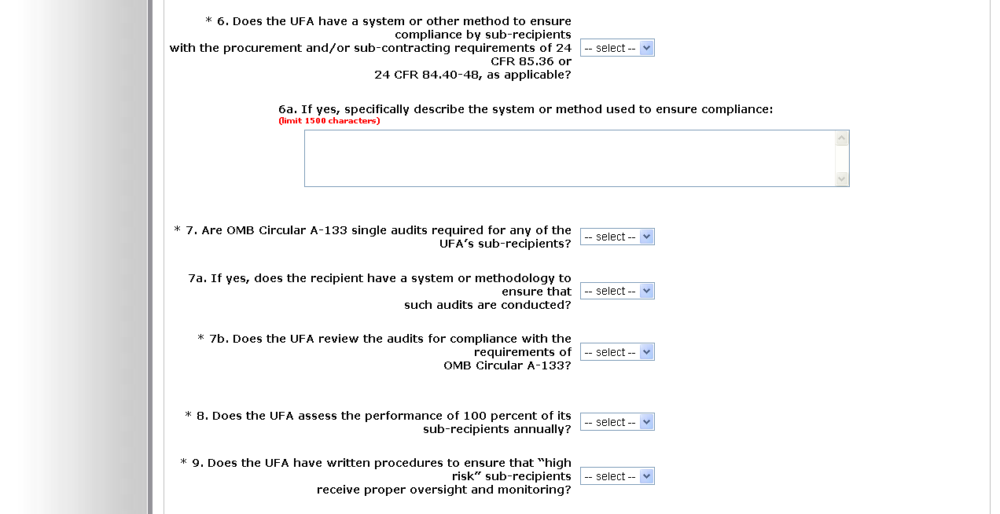 * 6. Does the UFA have a system or other method to ensure
compliance by sub-recipients
with the procurement and/or sub-contracting requirements of 24
CFR 85.36 or
24 CFR 84.40-48, as applicable?
-- select --
6a. If yes, specifically describe the system or method used to ensure compliance:
(limit 1500 characters)
* 7. Are OMB Circular A-133 single audits required for any of the
UFA’s sub-recipients?
-- select --
7a. If yes, does the recipient have a system or methodology to
ensure that
such audits are conducted?
-- select --
* 7b. Does the UFA review the audits for compliance with the
requirements of
OMB Circular A-133?
-- select --
* 8. Does the UFA assess the performance of 100 percent of its
sub-recipients annually?
-- select --
* 9. Does the UFA have written procedures to ensure that “high
risk” sub-recipients
receive proper oversight and monitoring?
-- select --